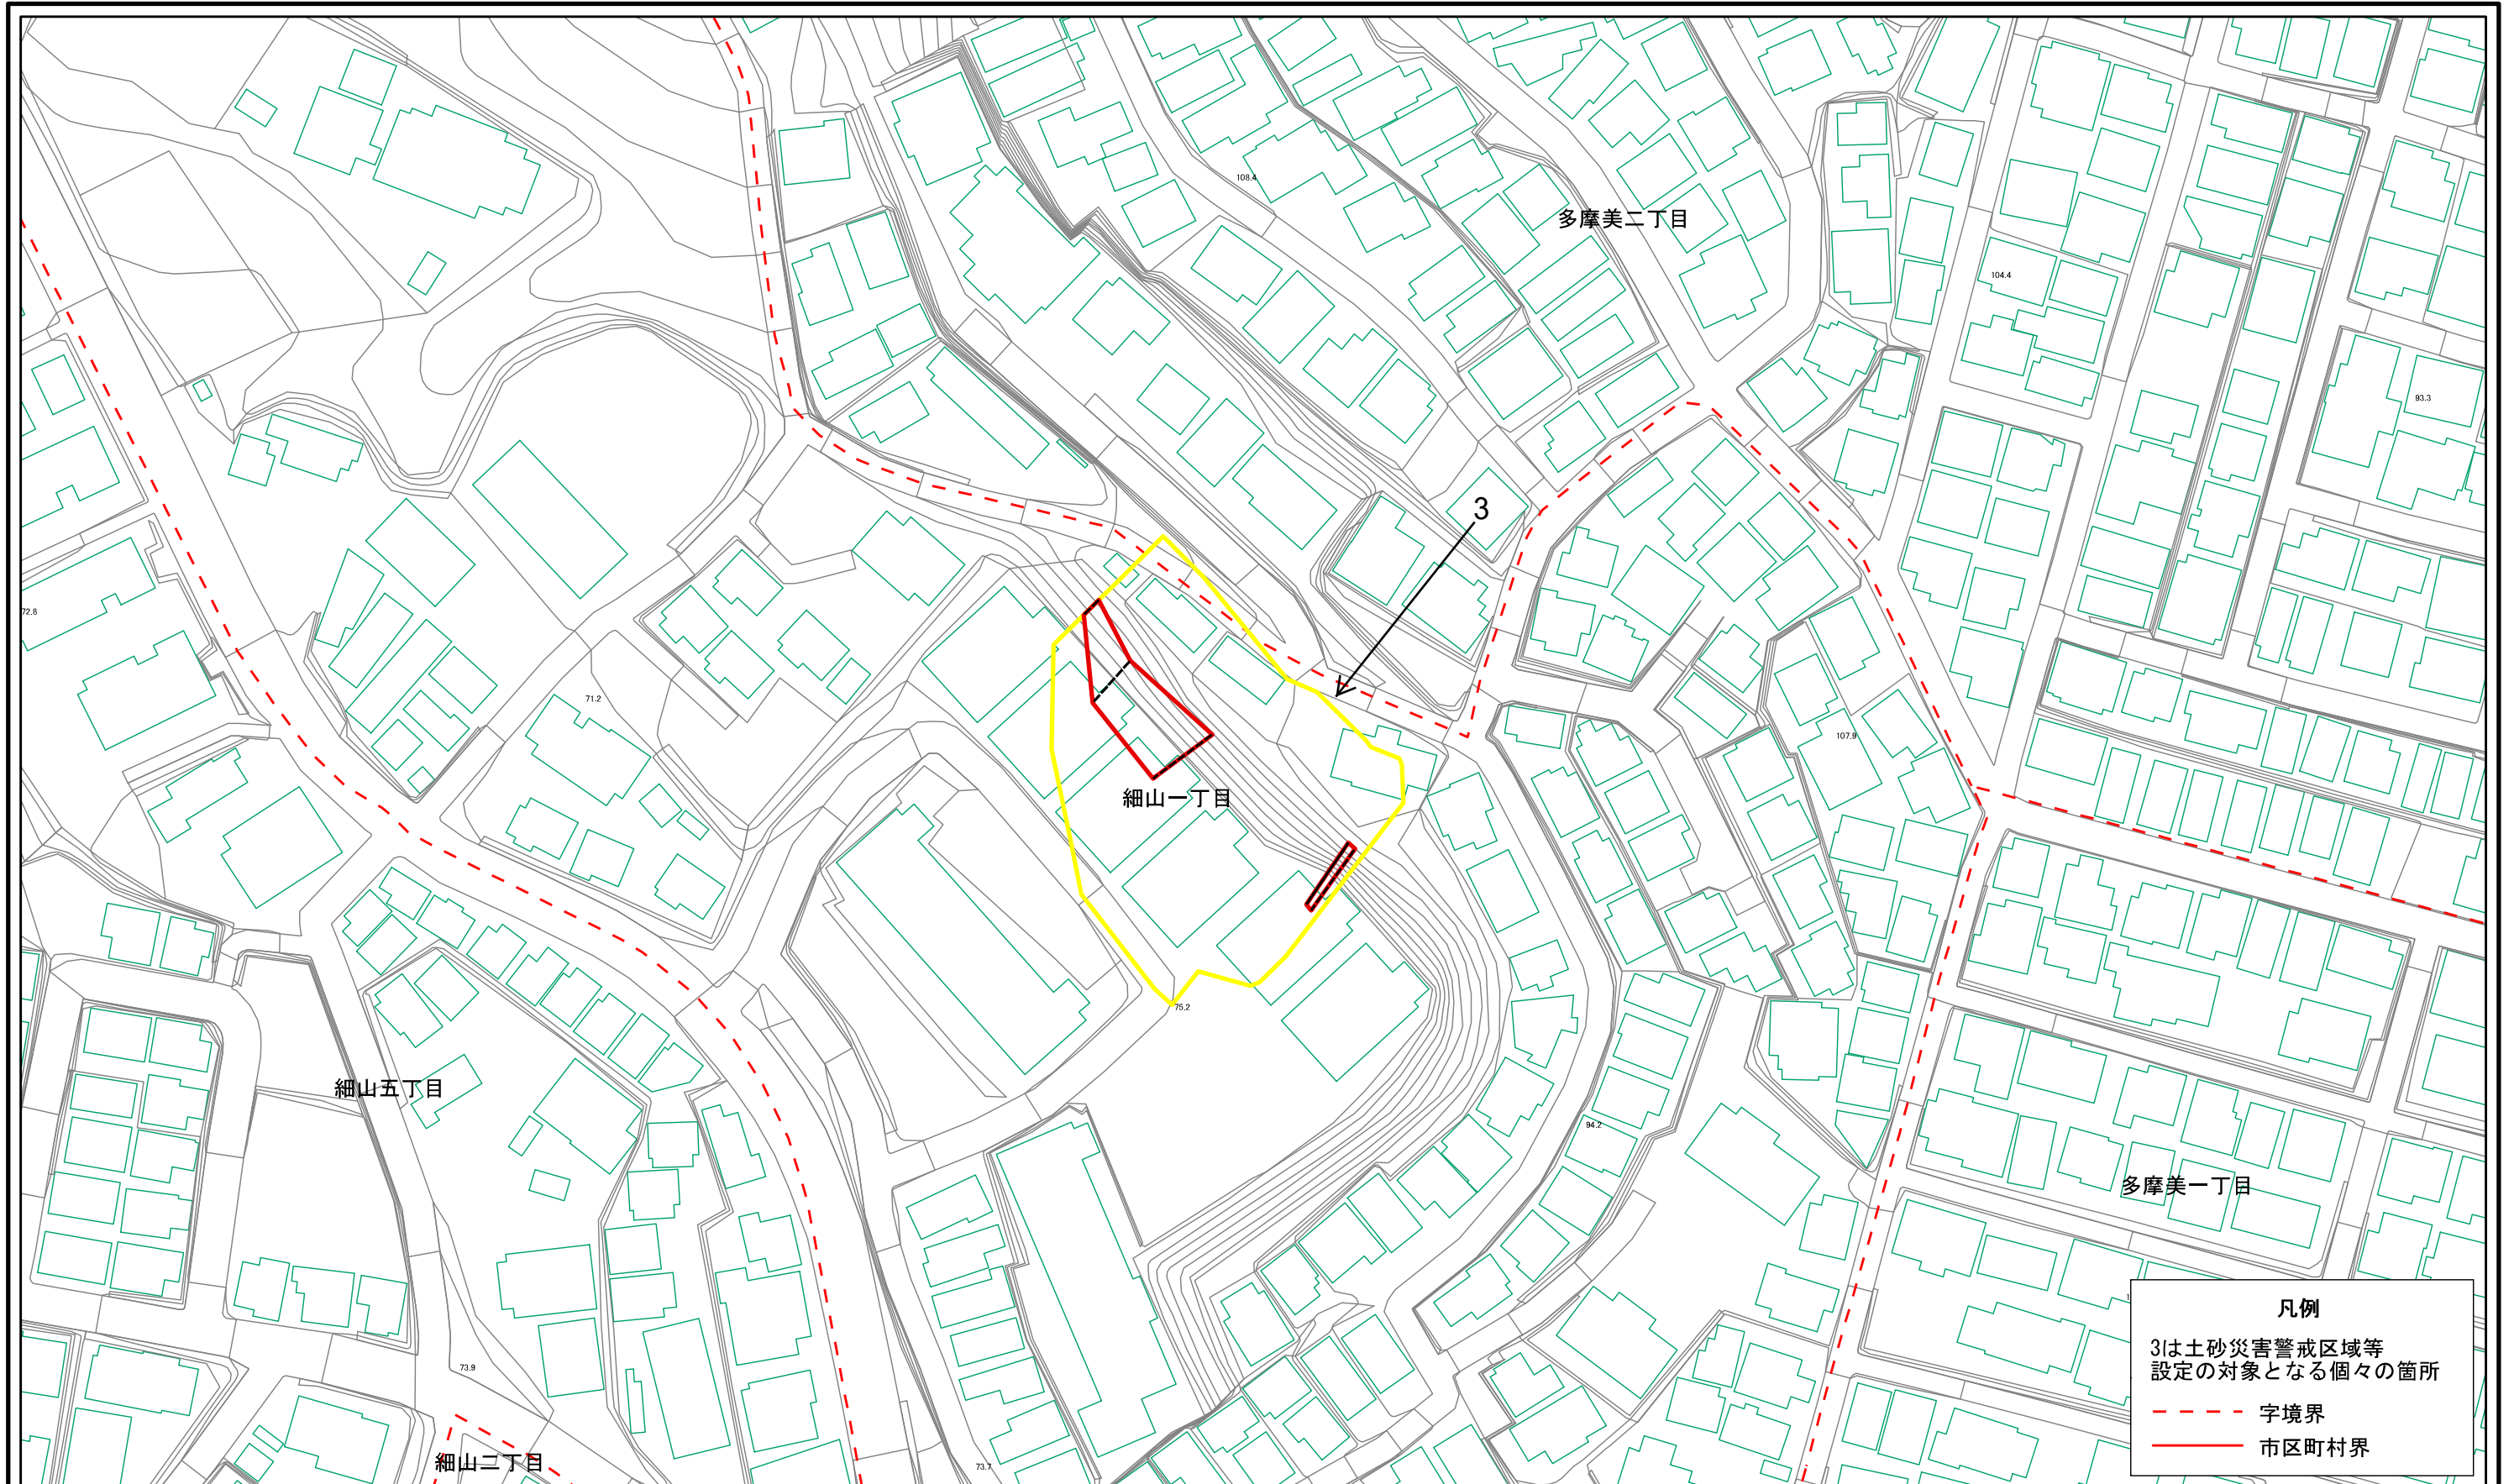 108.4
多摩美二丁目
104.4
93.3
3
72.8
71.2
107.9
細山一丁目
75.2
細山五丁目
94.2
多摩美一丁目
凡例
3は土砂災害警戒区域等
設定の対象となる個々の箇所
字境界
市区町村界
73.9
細山二丁目
73.7